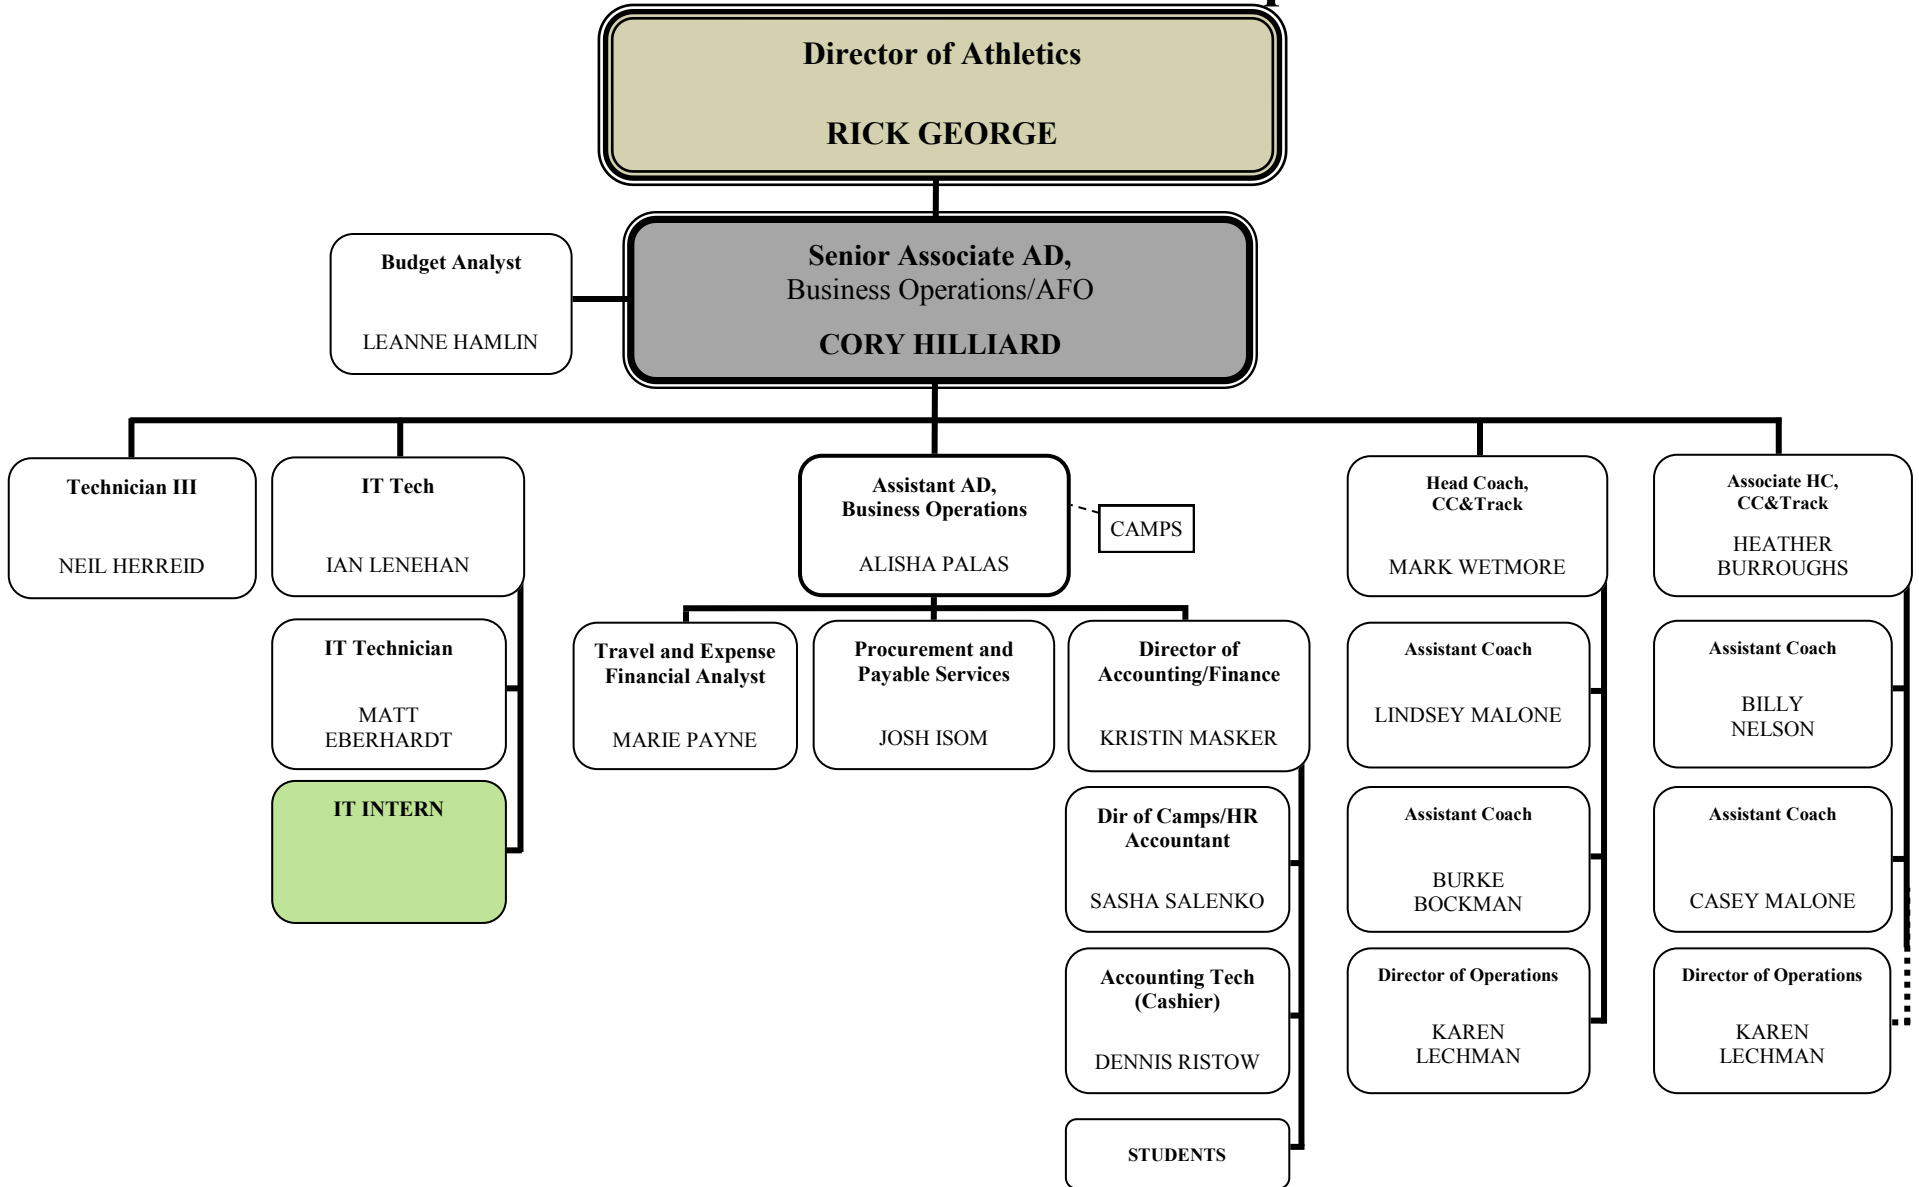 Director of Athletics
RICK GEORGE
Budget Analyst
LEANNE HAMLIN
Senior Associate AD,
Business Operations/AFO
CORY HILLIARD
Technician III
NEIL HERREID
IT Tech
IAN LENEHAN
Assistant AD,
Business Operations
ALISHA PALAS
CAMPS
Head Coach,
CC&Track
MARK WETMORE
Associate HC,
CC&Track
HEATHER
BURROUGHS
IT Technician
MATT
EBERHARDT
Travel and Expense
Financial Analyst
MARIE PAYNE
Procurement and
Payable Services
JOSH ISOM
Director of
Accounting/Finance
KRISTIN MASKER
Assistant Coach
LINDSEY MALONE
Assistant Coach
BILLY
NELSON
IT INTERN
Dir of Camps/HR
Accountant
SASHA SALENKO
Assistant Coach
BURKE
BOCKMAN
Assistant Coach
CASEY MALONE
Accounting Tech
(Cashier)
DENNIS RISTOW
Director of Operations
KAREN
LECHMAN
Director of Operations
KAREN
LECHMAN
STUDENTS